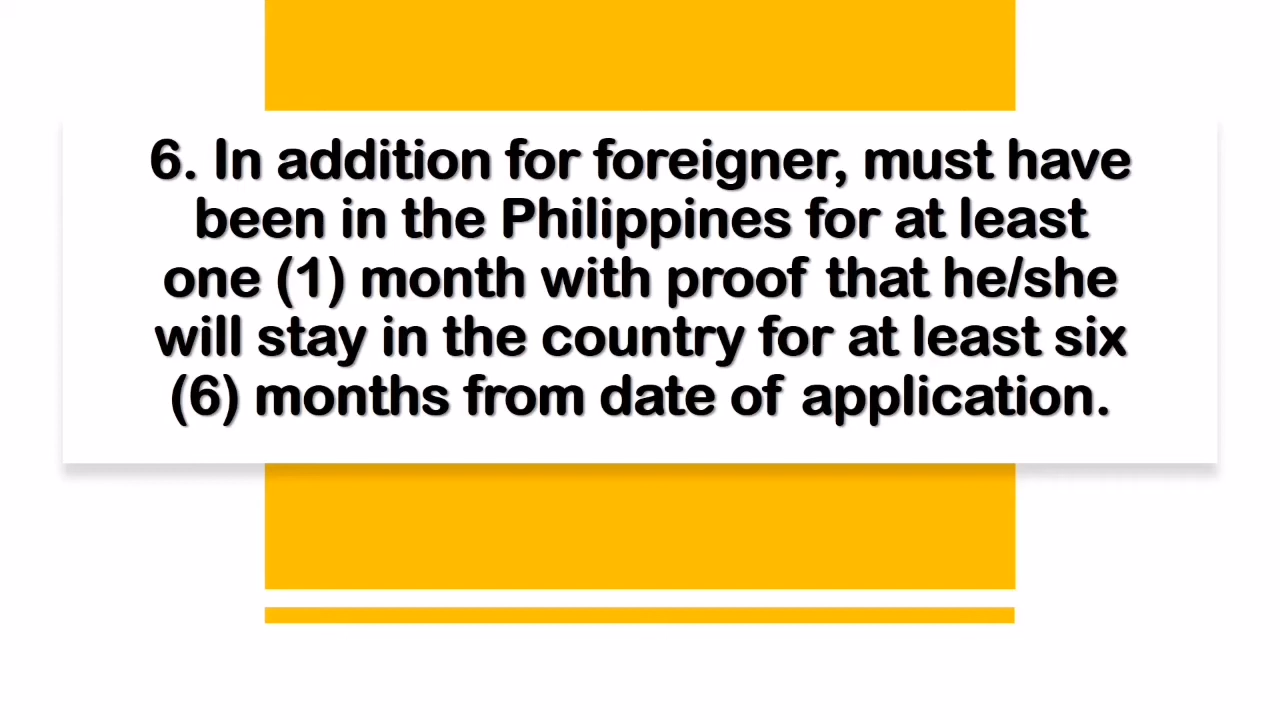 6. In addition for foreigner, must have
been in the Philippines for at least
one (1) month with proof that he/she
will stay in the country for at least six
(6) months from date of application.